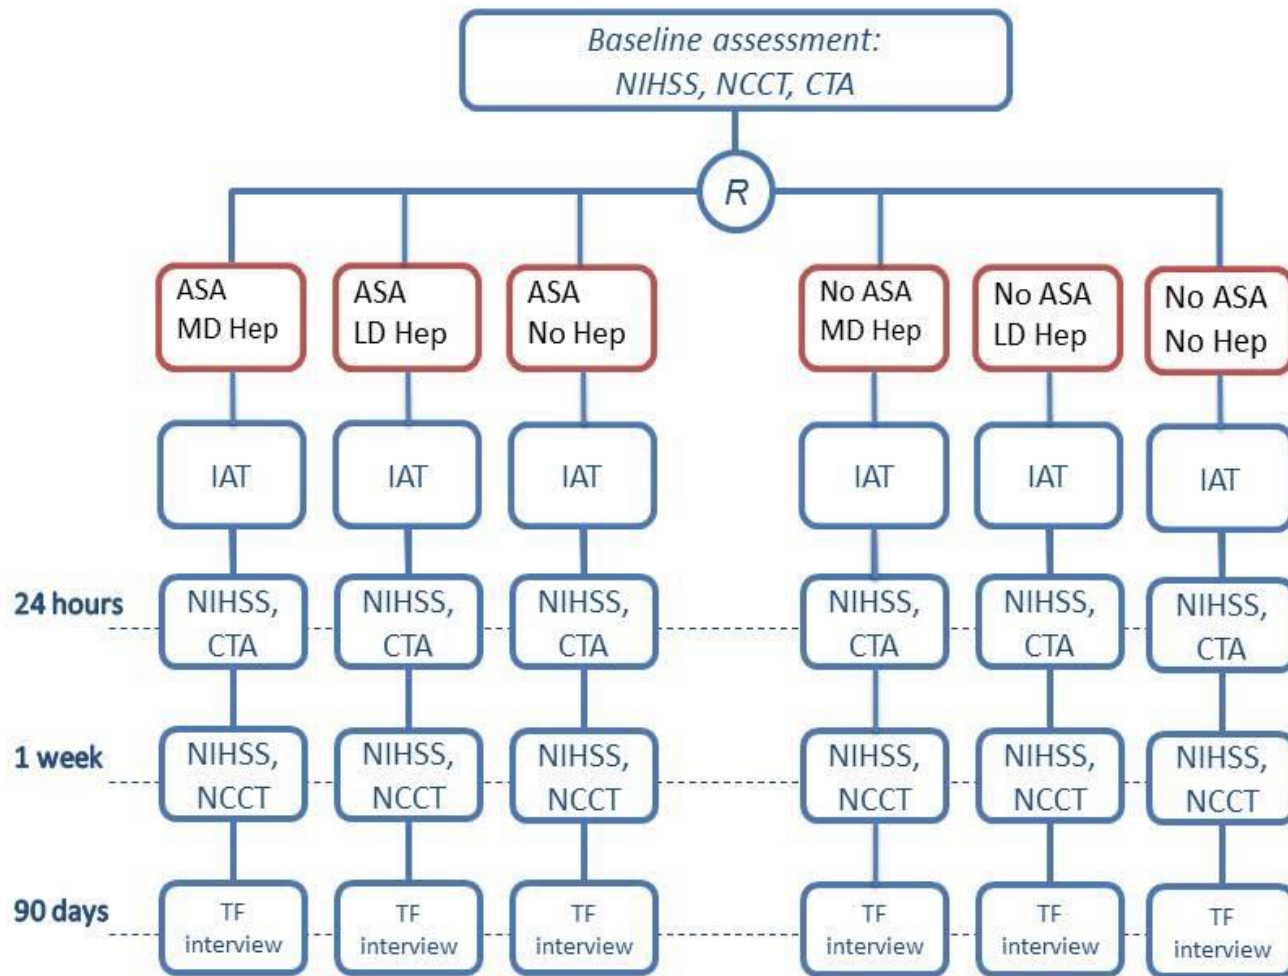 Baseline assessment:
NIHSS, NCCT, CTA
R
ASA
MD Hep
ASA
LD Hep
ASA
No Hep
No ASA
MD Hep
No ASA
LD Hep
No ASA
No Hep
IAT
IAT
IAT
IAT
IAT
IAT
24 hours
NIHSS,
CTA
NIHSS,
CTA
NIHSS,
CTA
NIHSS,
CTA
NIHSS,
CTA
NIHSS,
CTA
1 week
NIHSS,
NCCT
NIHSS,
NCCT
NIHSS,
NCCT
NIHSS,
NCCT
NIHSS,
NCCT
NIHSS,
NCCT
90 days
TF
interview
TF
interview
TF
interview
TF
interview
TF
interview
TF
interview